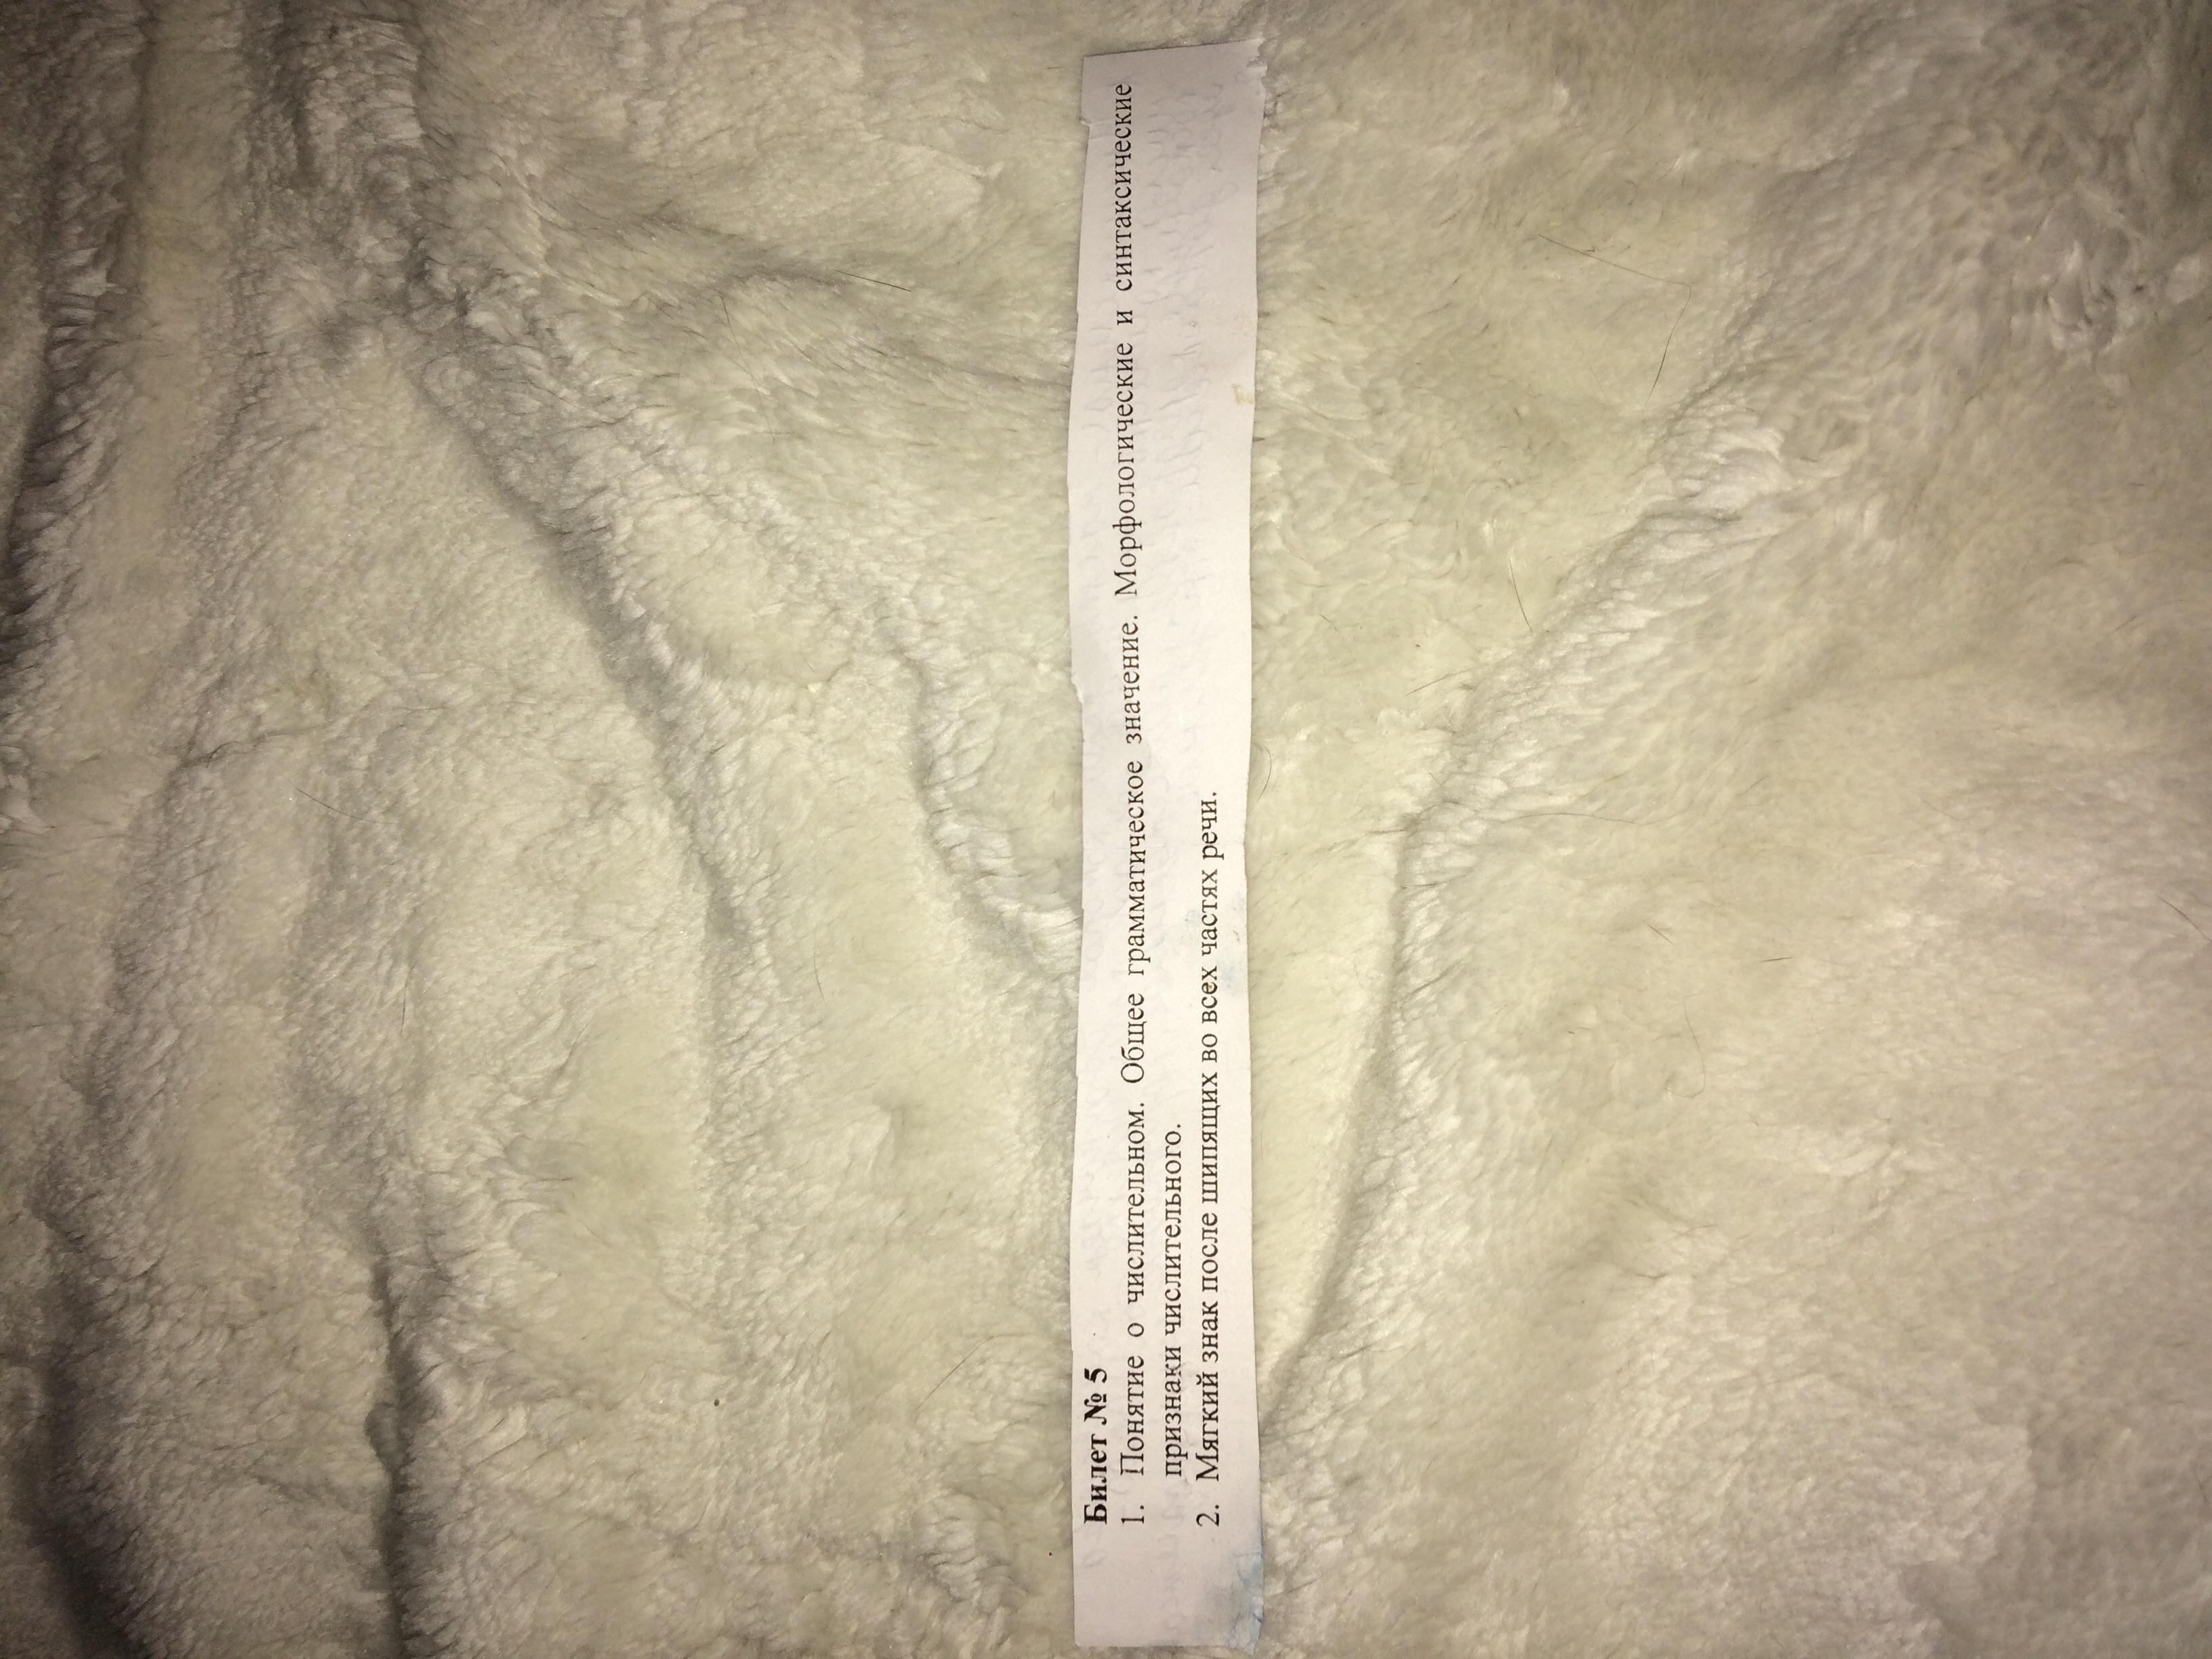 Билет № 5
1. Понятие о числительном. Общее грамматическое значение. Морфологические и синтаксические
признаки числительного.
2. Мягкий знак после шипящих во всех частях речи.